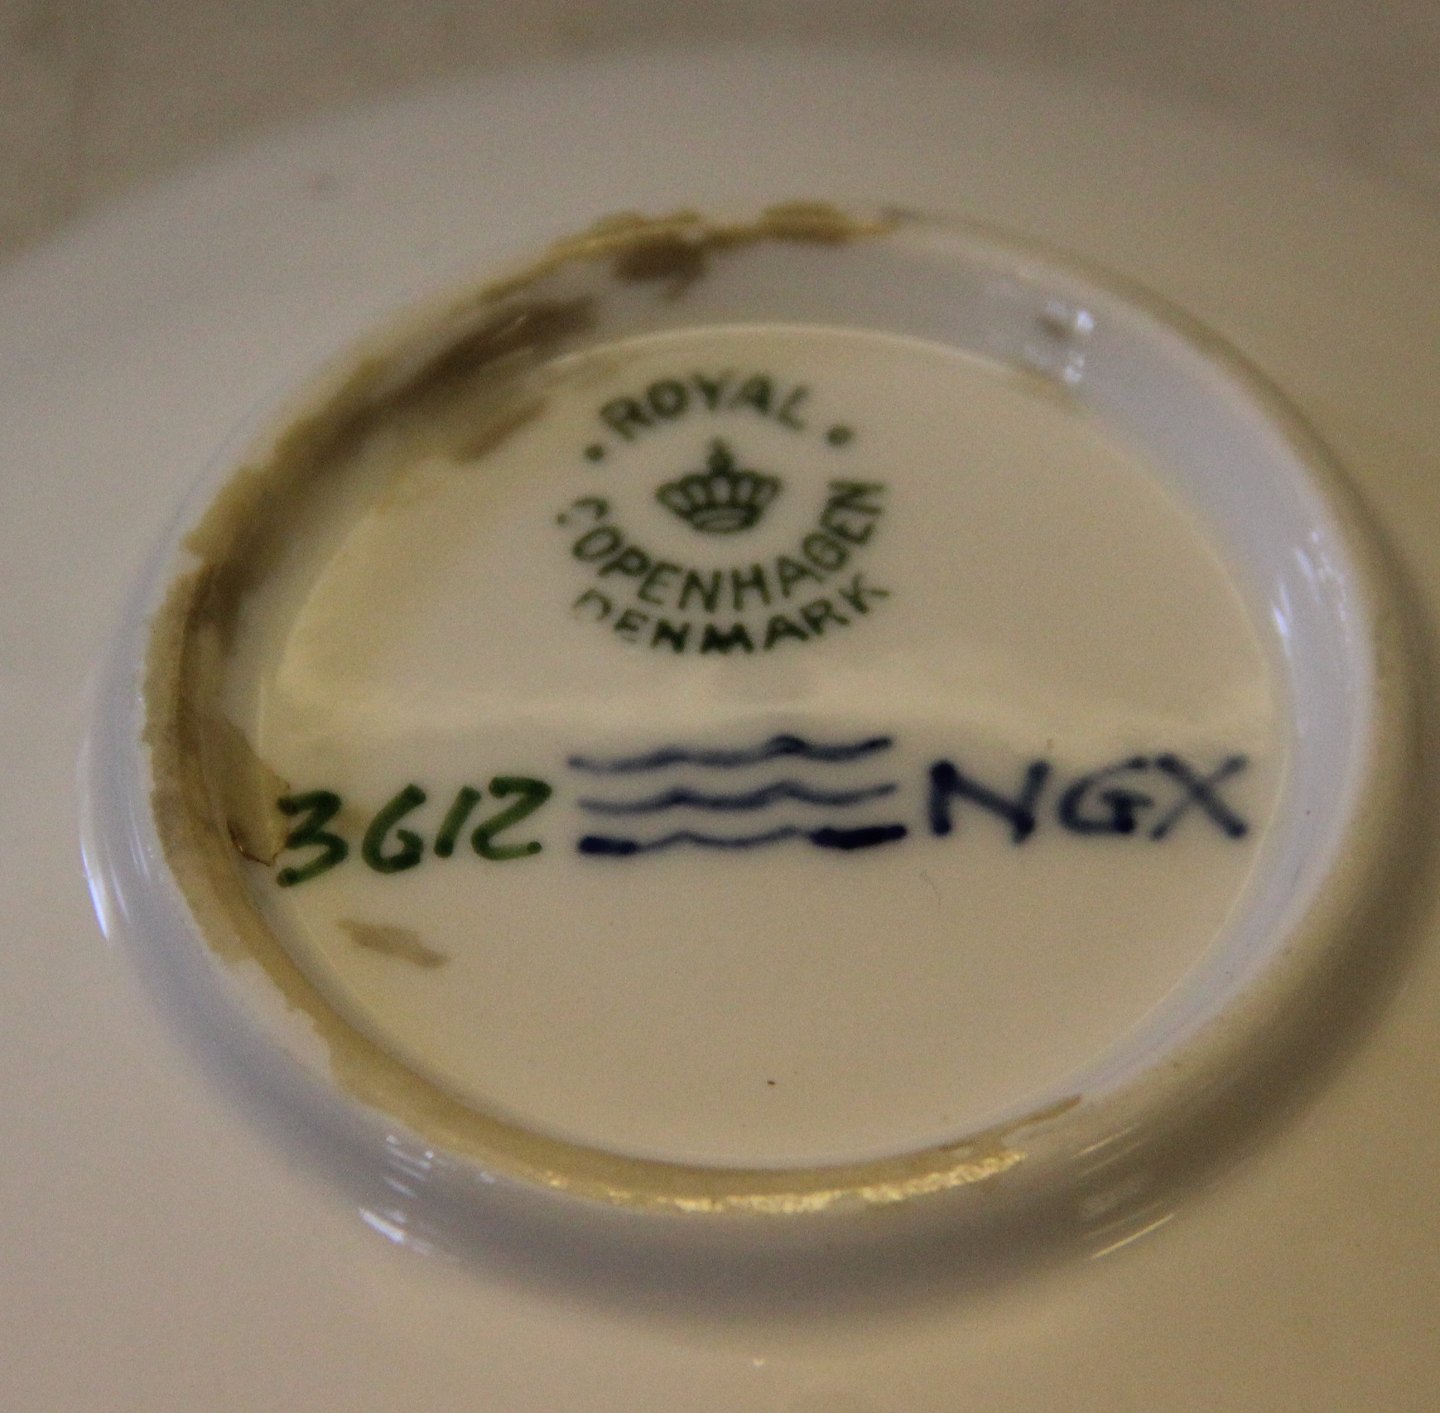 ROYAL
COPENHAGEN
DENMARK
3612 NGX